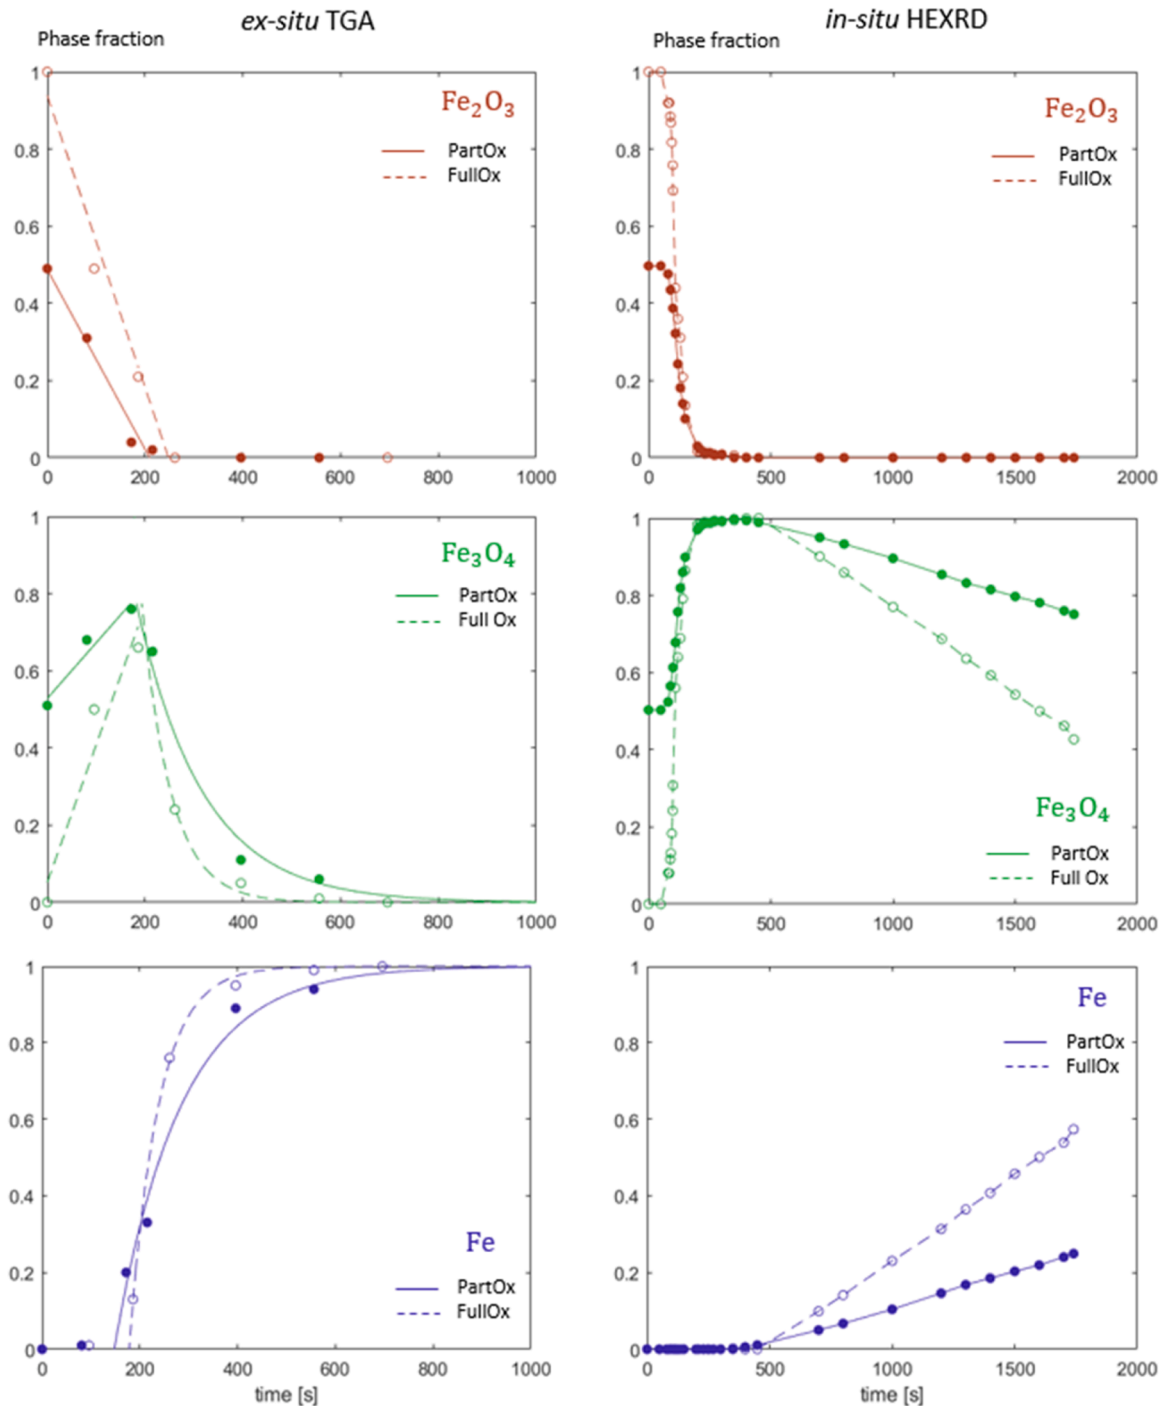 ex-situ TGA
in-situ HEXRD
Phase fraction
Phase fraction
1
0.8
0.6
0.4
0.2
0
0 200 400 600 800 1000
Fe₂O₃
PartOx
FullOx
1
0.8
0.6
0.4
0.2
0
0 500 1000 1500 2000
Fe₂O₃
PartOx
FullOx
1
0.8
0.6
0.4
0.2
0
0 200 400 600 800 1000
Fe₃O₄
PartOx
Full Ox
1
0.8
0.6
0.4
0.2
0
0 500 1000 1500 2000
Fe₃O₄
PartOx
Full Ox
1
0.8
0.6
0.4
0.2
0
0 200 400 600 800 1000
time [s]
Fe
PartOx
FullOx
1
0.8
0.6
0.4
0.2
0
0 500 1000 1500 2000
time [s]
Fe
PartOx
FullOx